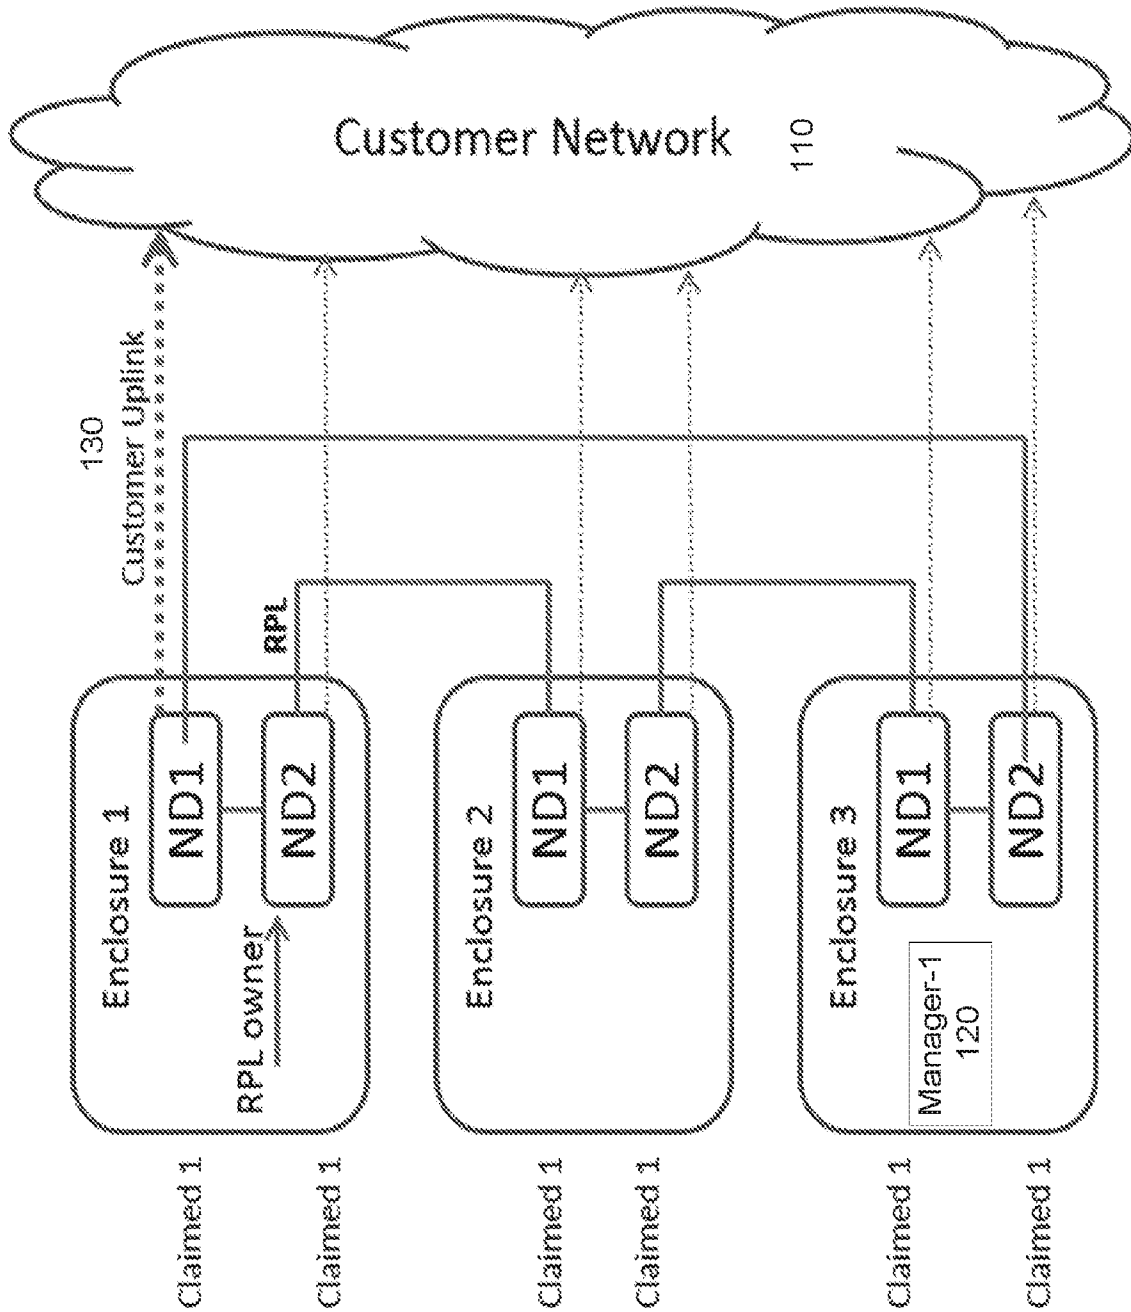 Customer Network
110
130
Customer Uplink
RPL
Enclosure 1
ND1
ND2
RPL owner
Claimed 1
Claimed 1
Enclosure 2
ND1
ND2
Claimed 1
Claimed 1
Enclosure 3
ND1
ND2
Manager-1
120
Claimed 1
Claimed 1